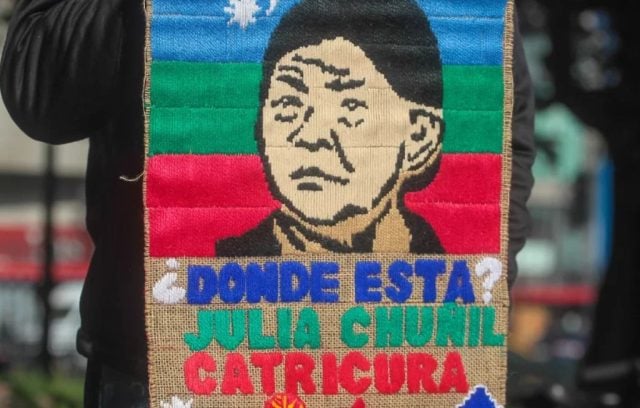 ¿DONDE ESTA?
JULIA CHUÑIL
CATRICURA